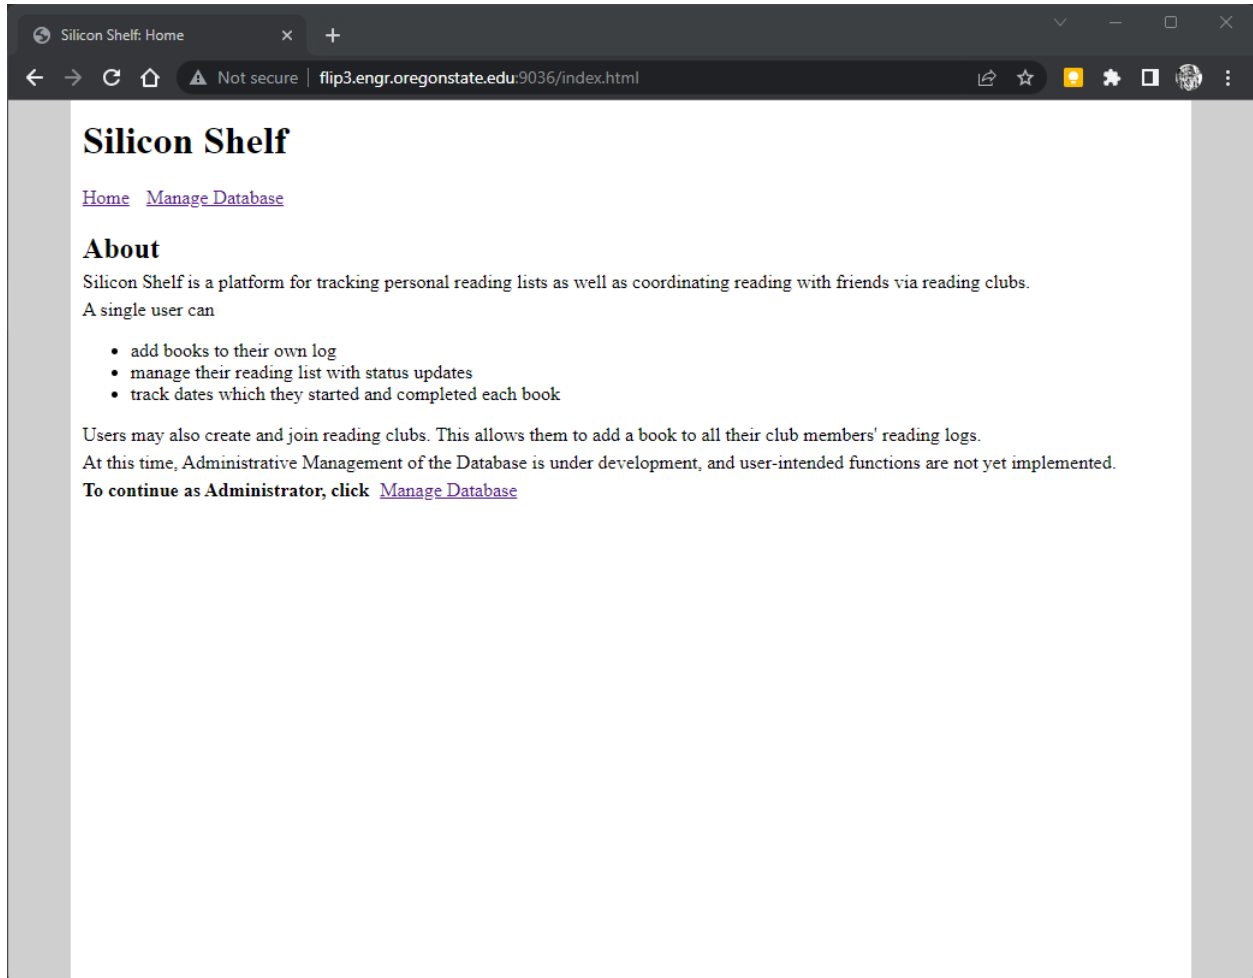 Silicon Shelf: Home
Not secure flip3.engr.oregonstate.edu:9036/index.html
Silicon Shelf
Home Manage Database
About
Silicon Shelf is a platform for tracking personal reading lists as well as coordinating reading with friends via reading clubs.
A single user can
• add books to their own log
• manage their reading list with status updates
• track dates which they started and completed each book
Users may also create and join reading clubs. This allows them to add a book to all their club members' reading logs.
At this time, Administrative Management of the Database is under development, and user-intended functions are not yet implemented.
To continue as Administrator, click Manage Database